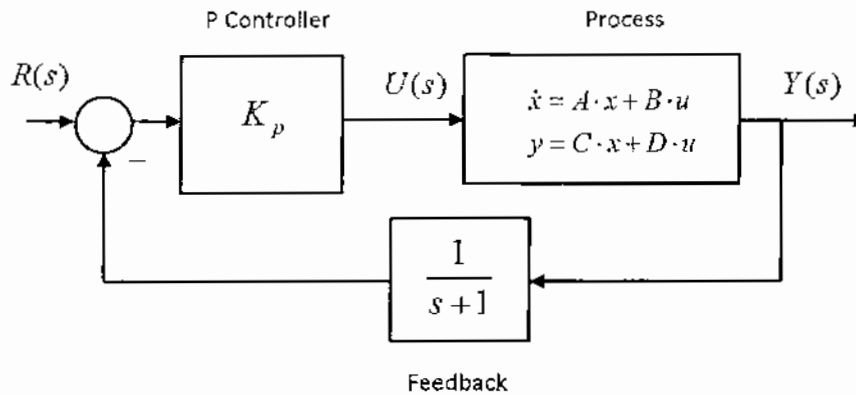 P Controller
Process
R(s)
K_p
U(s)
ẋ = A·x + B·u
y = C·x + D·u
Y(s)
−
1
s+1
Feedback